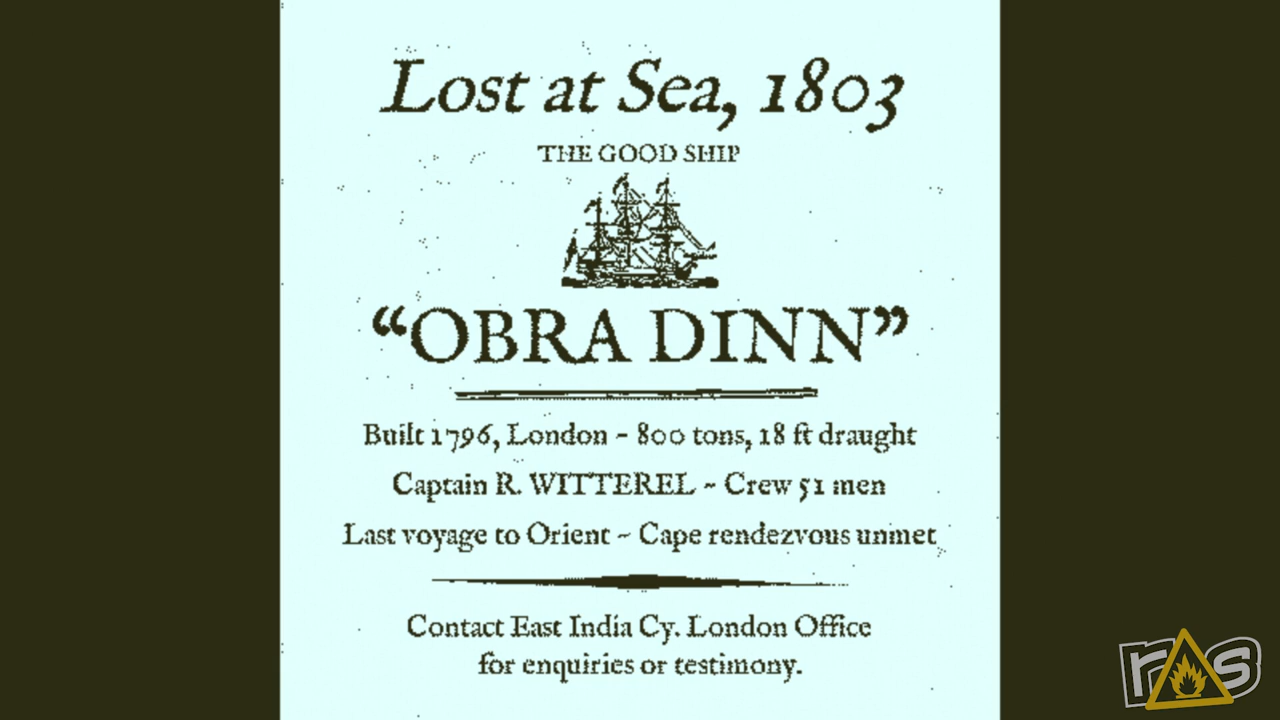 Lost at Sea, 1803
THE GOOD SHIP
“OBRA DINN”
Built 1796, London ~ 800 tons, 18 ft draught
Captain R. WITTEREL ~ Crew 51 men
Last voyage to Orient ~ Cape rendezvous unmet
Contact East India Cy. London Office
for enquiries or testimony.
ras